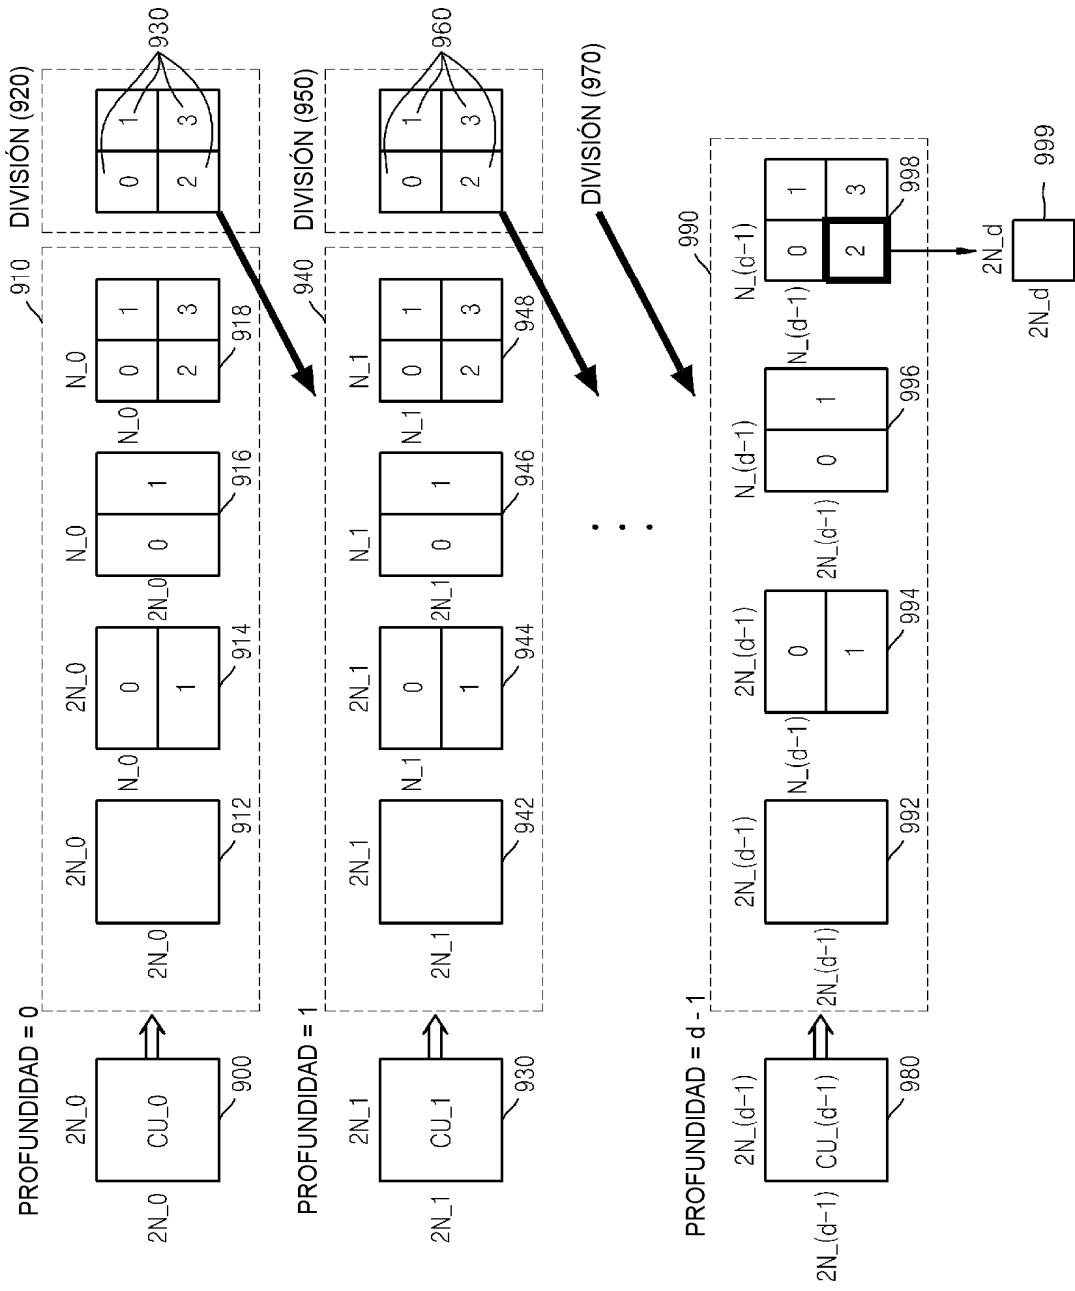 PROFUNDIDAD = 0
910
DIVISIÓN (920)
2N_0
2N_0
2N_0
N_0
N_0
930
2N_0
CU_0
2N_0
N_0
0
1
2N_0
0
1
N_0
0
1
2
3
0
1
2
3
900
912
914
916
918
PROFUNDIDAD = 1
940
DIVISIÓN (950)
2N_1
2N_1
2N_1
N_1
N_1
960
2N_1
CU_1
2N_1
N_1
0
1
2N_1
0
1
N_1
0
1
2
3
0
1
2
3
930
942
944
946
948
DIVISIÓN (970)
. . .
PROFUNDIDAD = d - 1
990
2N_(d-1)
2N_(d-1)
2N_(d-1)
N_(d-1)
N_(d-1)
2N_(d-1)
CU_(d-1)
2N_(d-1)
N_(d-1)
0
1
2N_(d-1)
0
1
N_(d-1)
0
1
2
3
980
992
994
996
998
2N_d
2N_d
999